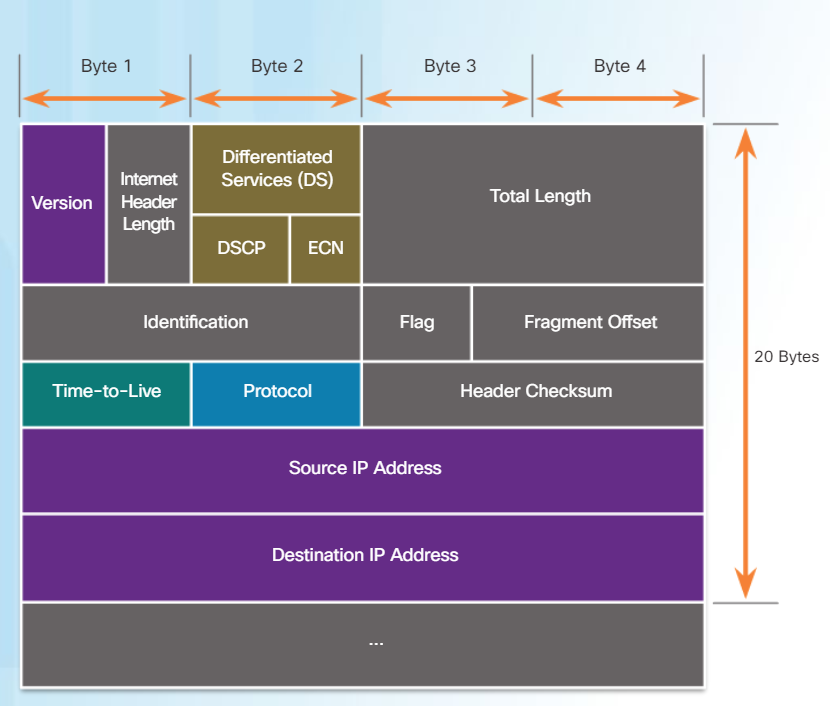 Byte 1
Byte 2
Byte 3
Byte 4
Version
Internet
Header
Length
Differentiated
Services (DS)
DSCP
ECN
Total Length
Identification
Flag
Fragment Offset
Time-to-Live
Protocol
Header Checksum
Source IP Address
Destination IP Address
...
20 Bytes